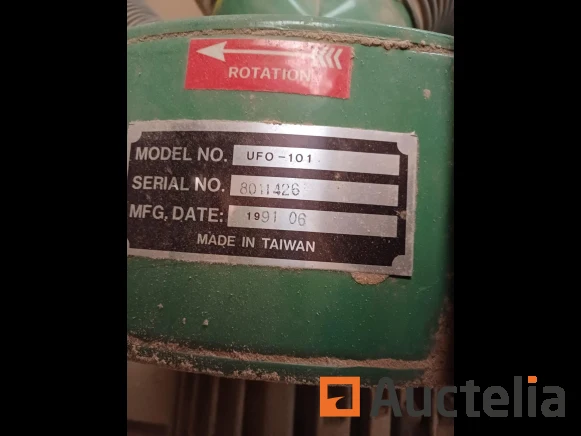 ROTATION
MODEL NO. UFO-101
SERIAL NO. 8011426
MFG. DATE: 1991 06
MADE IN TAIWAN
Auctelia